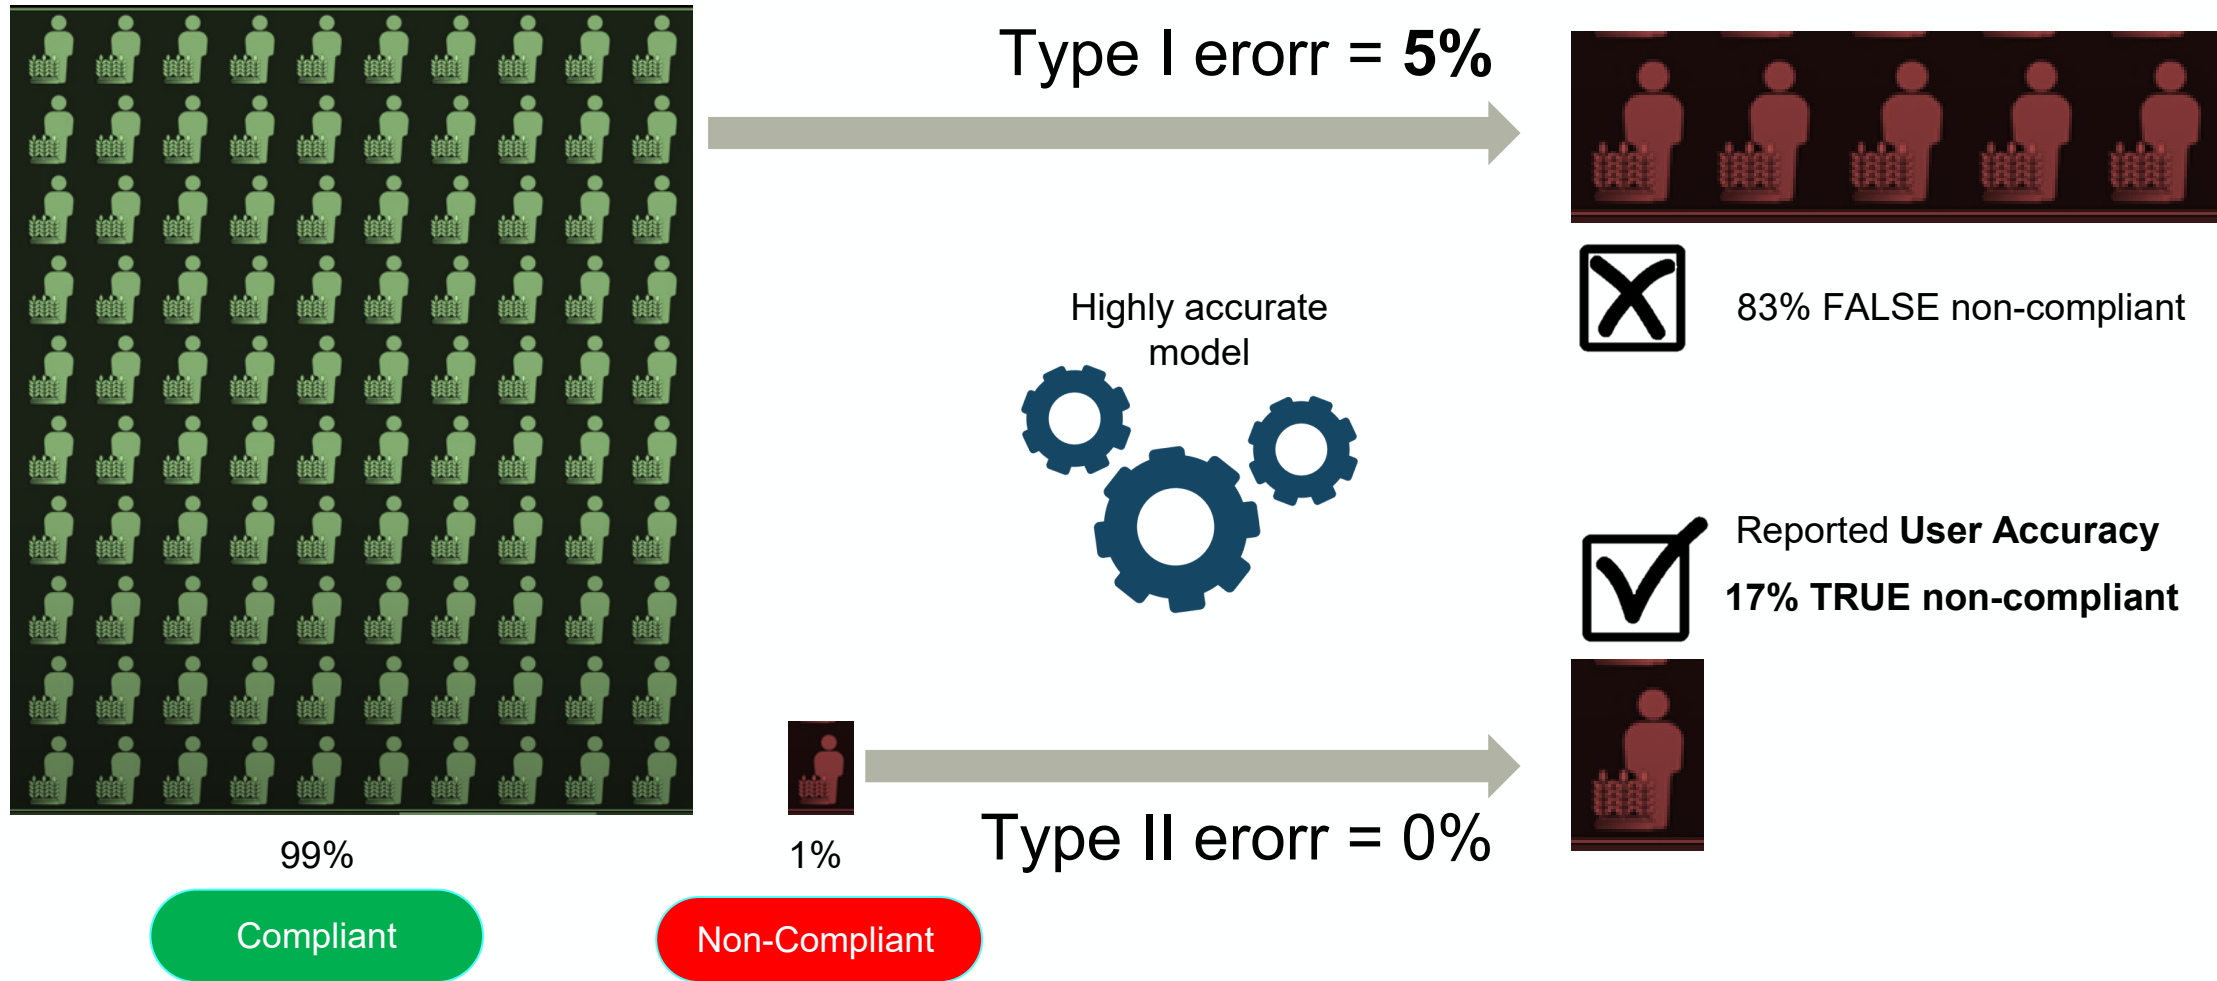 Type I erorr = 5%
Highly accurate
model
83% FALSE non-compliant
Reported User Accuracy
17% TRUE non-compliant
Type II erorr = 0%
99%
1%
Compliant
Non-Compliant